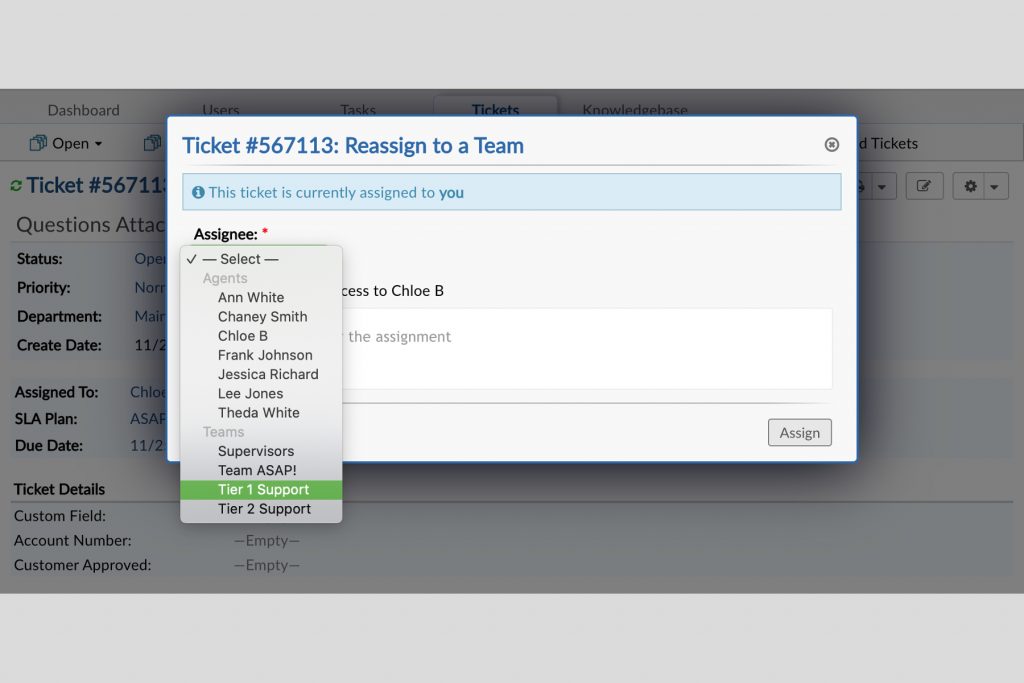 Dashboard Users Tasks Tickets Knowledgebase
Open d Tickets
Ticket #567113: Reassign to a Team
This ticket is currently assigned to you
Assignee: *
✓ — Select —
Agents
Ann White
Chaney Smith
Chloe B
Frank Johnson
Jessica Richard
Lee Jones
Theda White
Teams
Supervisors
Team ASAP!
Tier 1 Support
Tier 2 Support
cess to Chloe B
the assignment
Assign
Ticket #567113
Questions Attac
Status: Ope
Priority: Nor
Department: Mai
Create Date: 11/2
Assigned To: Chloe
SLA Plan: ASAP
Due Date: 11/2
Ticket Details
Custom Field:
Account Number: —Empty—
Customer Approved: —Empty—